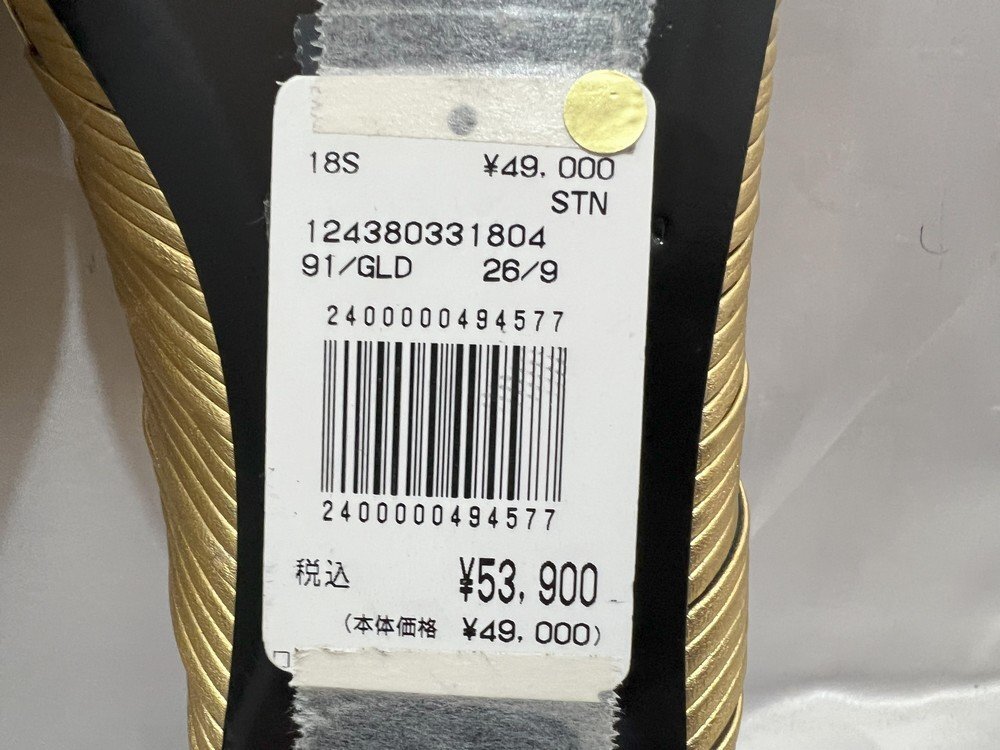 18S ¥49,000
STN
124380331804
91/GLD 26/9
2400000494577
2400000494577
税込 ¥53,900
(本体価格 ¥49,000)